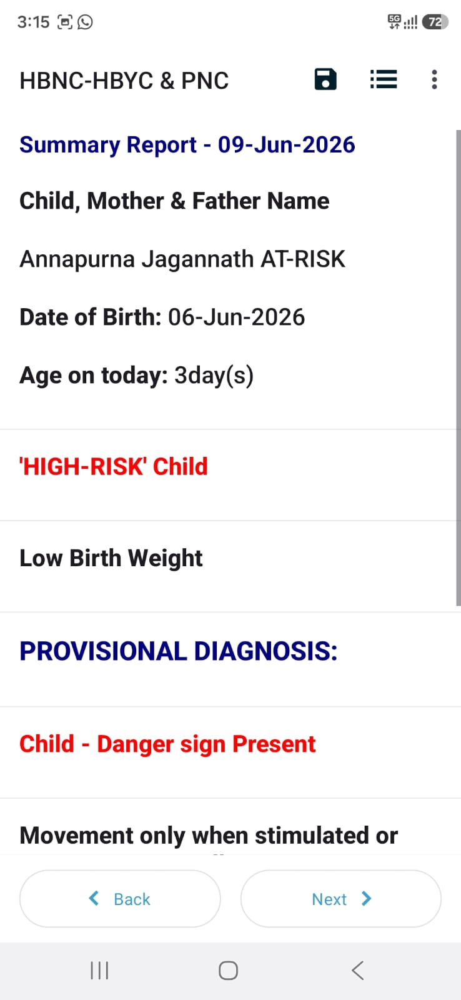 3:15
5G
72
HBNC-HBYC & PNC
Summary Report - 09-Jun-2026
Child, Mother & Father Name
Annapurna Jagannath AT-RISK
Date of Birth: 06-Jun-2026
Age on today: 3day(s)
'HIGH-RISK' Child
Low Birth Weight
PROVISIONAL DIAGNOSIS:
Child - Danger sign Present
Movement only when stimulated or
Back
Next